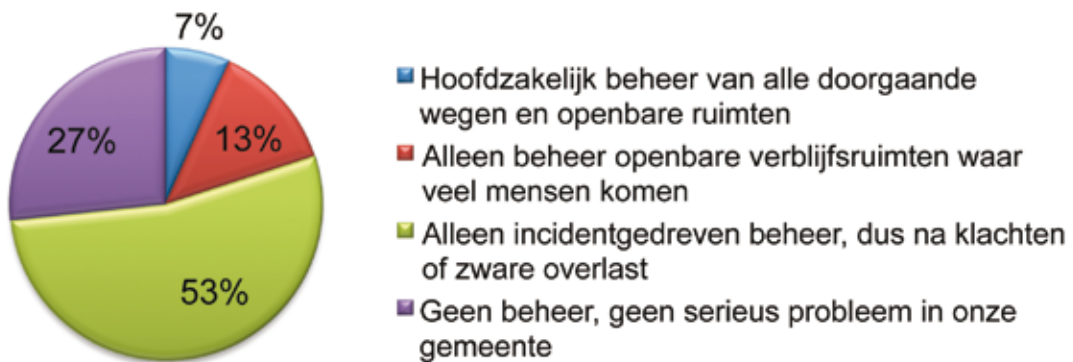 7%
13%
27%
53%
Hoofdzakelijk beheer van alle doorgaande
wegen en openbare ruimten
Alleen beheer openbare verblijfsruimten waar
veel mensen komen
Alleen incidentgedreven beheer, dus na klachten
of zware overlast
Geen beheer, geen serieus probleem in onze
gemeente